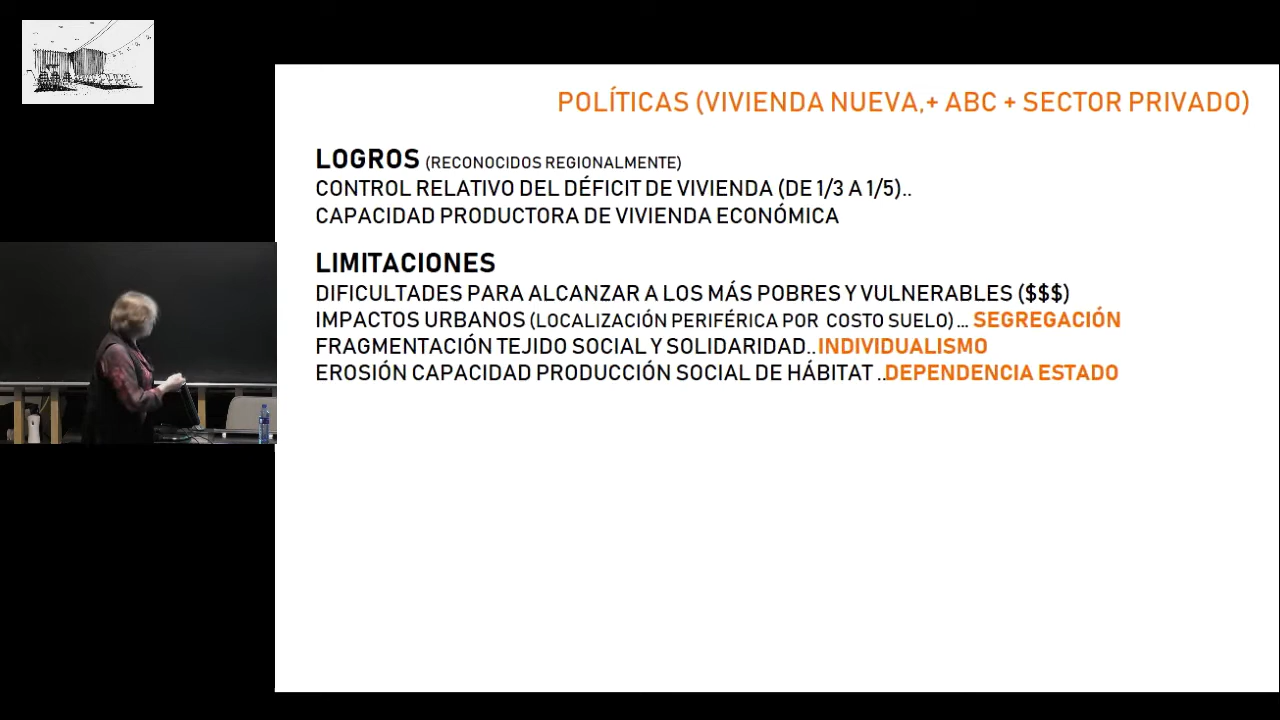 POLÍTICAS (VIVIENDA NUEVA,+ ABC + SECTOR PRIVADO)
LOGROS (RECONOCIDOS REGIONALMENTE)
CONTROL RELATIVO DEL DÉFICIT DE VIVIENDA (DE 1/3 A 1/5)..
CAPACIDAD PRODUCTORA DE VIVIENDA ECONÓMICA
LIMITACIONES
DIFICULTADES PARA ALCANZAR A LOS MÁS POBRES Y VULNERABLES ($$$)
IMPACTOS URBANOS (LOCALIZACIÓN PERIFÉRICA POR COSTO SUELO)... SEGREGACIÓN
FRAGMENTACIÓN TEJIDO SOCIAL Y SOLIDARIDAD..INDIVIDUALISMO
EROSIÓN CAPACIDAD PRODUCCIÓN SOCIAL DE HÁBITAT ..DEPENDENCIA ESTADO